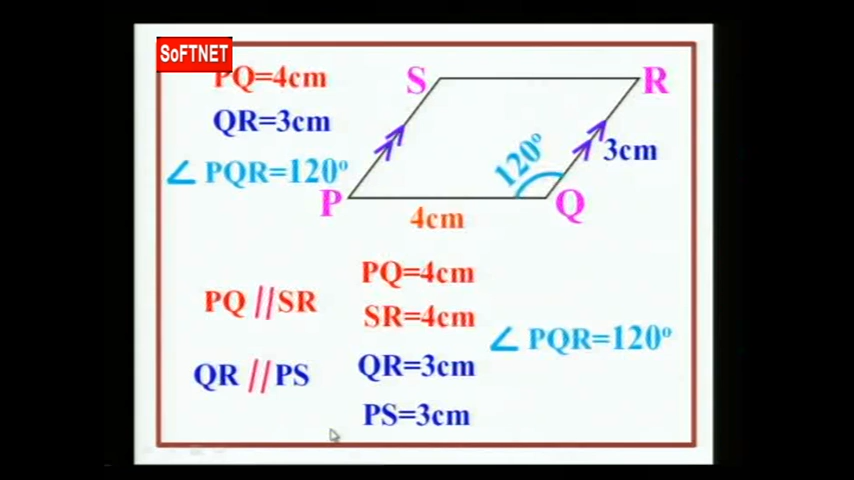 SoFTNET
PQ=4cm
QR=3cm
∠ PQR=120°
S
R
120°
3cm
P
Q
4cm
PQ=4cm
PQ // SR
SR=4cm
∠ PQR=120°
QR=3cm
QR // PS
PS=3cm